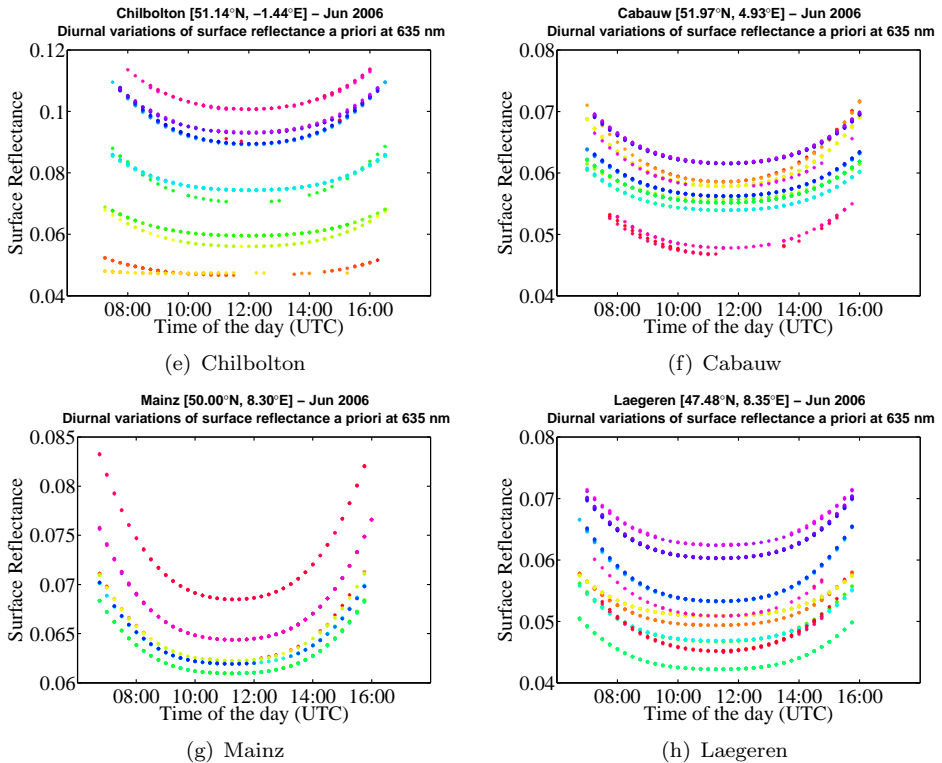 Chilbolton [51.14°N, −1.44°E] − Jun 2006
Diurnal variations of surface reflectance a priori at 635 nm
0.12
0.1
0.08
0.06
0.04
Surface Reflectance
08:00 10:00 12:00 14:00 16:00
Time of the day (UTC)
(e) Chilbolton
Cabauw [51.97°N, 4.93°E] − Jun 2006
Diurnal variations of surface reflectance a priori at 635 nm
0.08
0.07
0.06
0.05
0.04
Surface Reflectance
08:00 10:00 12:00 14:00 16:00
Time of the day (UTC)
(f) Cabauw
Mainz [50.00°N, 8.30°E] − Jun 2006
Diurnal variations of surface reflectance a priori at 635 nm
0.085
0.08
0.075
0.07
0.065
0.06
Surface Reflectance
08:00 10:00 12:00 14:00 16:00
Time of the day (UTC)
(g) Mainz
Laegeren [47.48°N, 8.35°E] − Jun 2006
Diurnal variations of surface reflectance a priori at 635 nm
0.08
0.07
0.06
0.05
0.04
Surface Reflectance
08:00 10:00 12:00 14:00 16:00
Time of the day (UTC)
(h) Laegeren